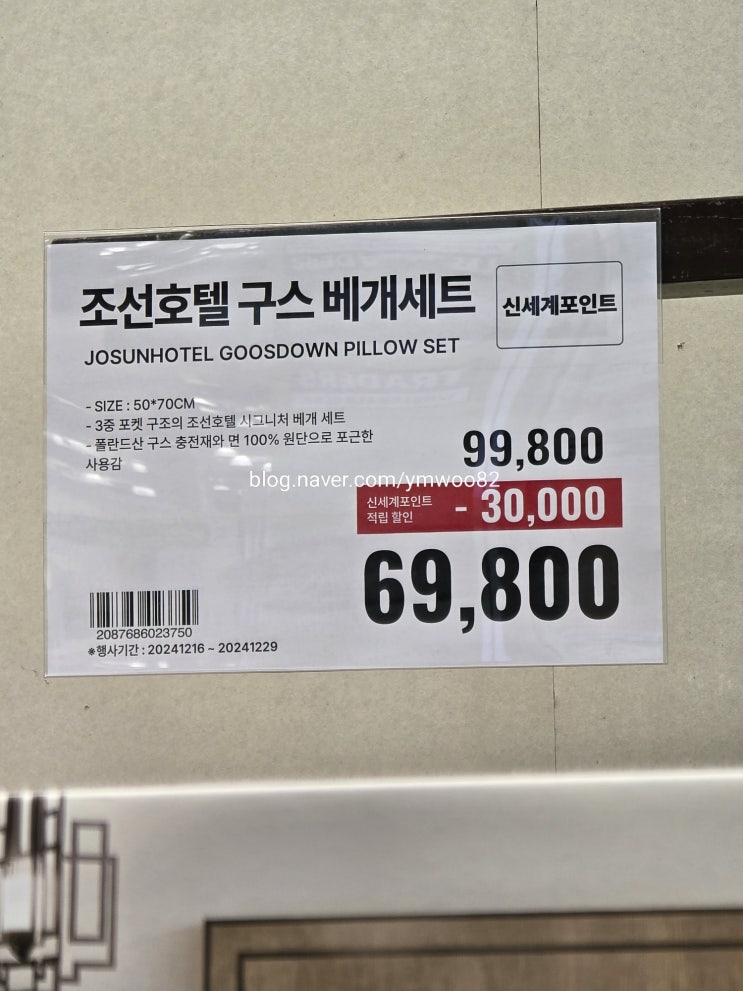 조선호텔 구스 베개세트
신세계포인트
JOSUNHOTEL GOOSDOWN PILLOW SET
- SIZE : 50*70CM
- 3중 포켓 구조의 조선호텔 시그니처 베개 세트
- 폴란드산 구스 충전재와 면 100% 원단으로 포근한
사용감
99,800
blog.naver.com/ymwoo82
신세계포인트
적립 할인
- 30,000
69,800
2087686023750
※행사기간 : 20241216 ~ 20241229